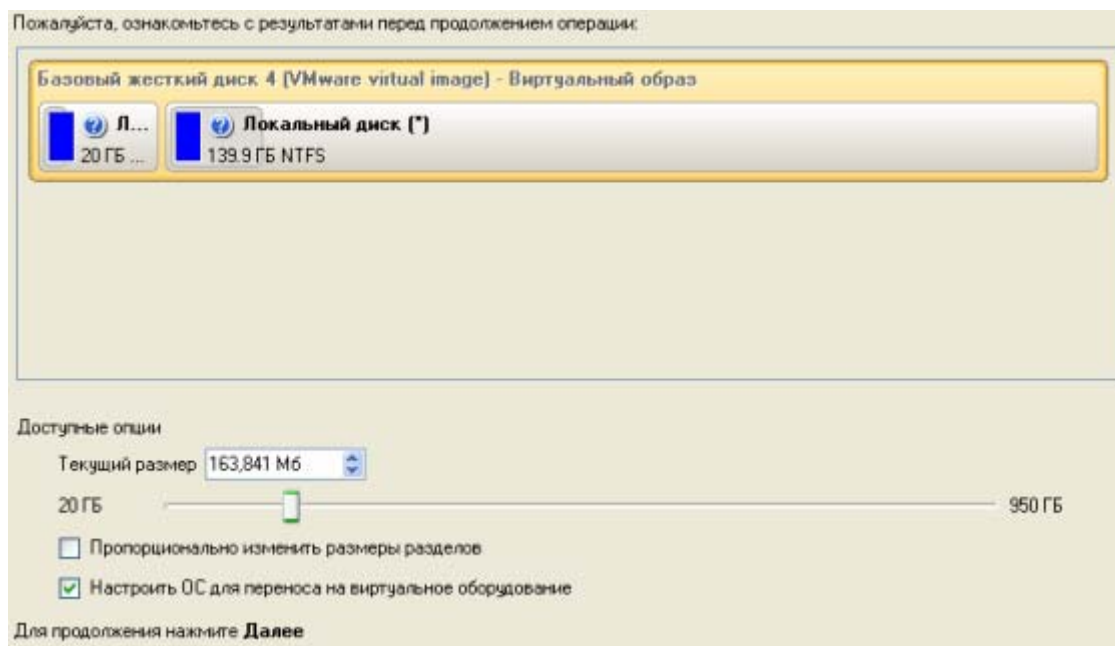 Пожалуйста, ознакомьтесь с результатами перед продолжением операции:
Базовый жесткий диск 4 (VMware virtual image) - Виртуальный образ
Л... Локальный диск (*)
20 ГБ ... 139.9 ГБ NTFS
Доступные опции
Текущий размер 163,841 Мб
20 ГБ 950 ГБ
Пропорционально изменить размеры разделов
Настроить ОС для переноса на виртуальное оборудование
Для продолжения нажмите Далее